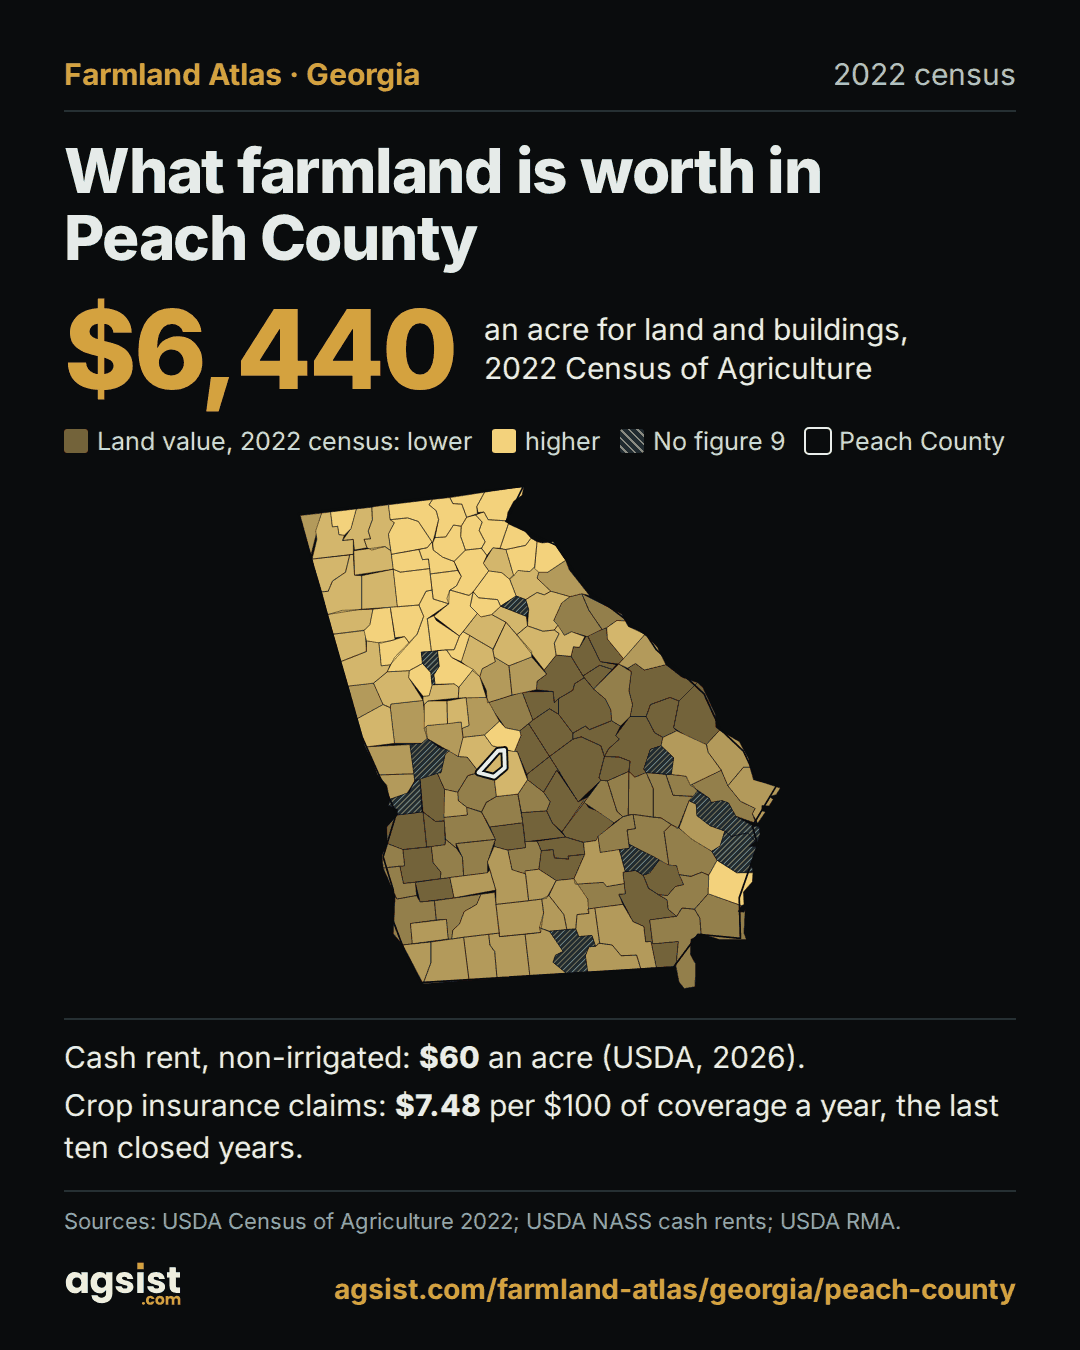 Farmland Atlas · Georgia
2022 census
What farmland is worth in
Peach County
$6,440
an acre for land and buildings,
2022 Census of Agriculture
Land value, 2022 census: lower
higher
No figure 9
Peach County
Cash rent, non-irrigated: $60 an acre (USDA, 2026).
Crop insurance claims: $7.48 per $100 of coverage a year, the last
ten closed years.
Sources: USDA Census of Agriculture 2022; USDA NASS cash rents; USDA RMA.
agsist
.com
agsist.com/farmland-atlas/georgia/peach-county